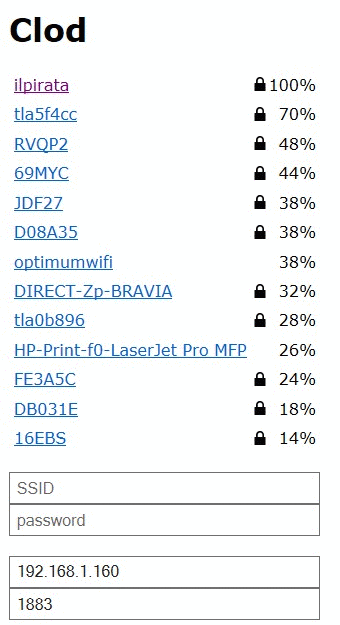 Clod
ilpirata 100%
tla5f4cc 70%
RVQP2 48%
69MYC 44%
JDF27 38%
D08A35 38%
optimumwifi 38%
DIRECT-Zp-BRAVIA 32%
tla0b896 28%
HP-Print-f0-LaserJet Pro MFP 26%
FE3A5C 24%
DB031E 18%
16EBS 14%
SSID
password
192.168.1.160
1883